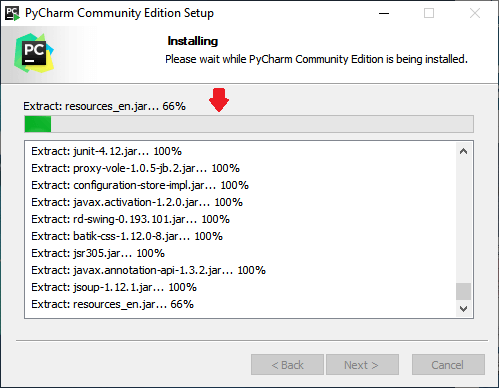 PyCharm Community Edition Setup
PC
Installing
Please wait while PyCharm Community Edition is being installed.
Extract: resources_en.jar... 66%
Extract: junit-4.12.jar... 100%
Extract: proxy-vole-1.0.5-jb.2.jar... 100%
Extract: configuration-store-impl.jar... 100%
Extract: javax.activation-1.2.0.jar... 100%
Extract: rd-swing-0.193.101.jar... 100%
Extract: batik-css-1.12.0-8.jar... 100%
Extract: jsr305.jar... 100%
Extract: javax.annotation-api-1.3.2.jar... 100%
Extract: jsoup-1.12.1.jar... 100%
Extract: resources_en.jar... 66%
< Back Next > Cancel